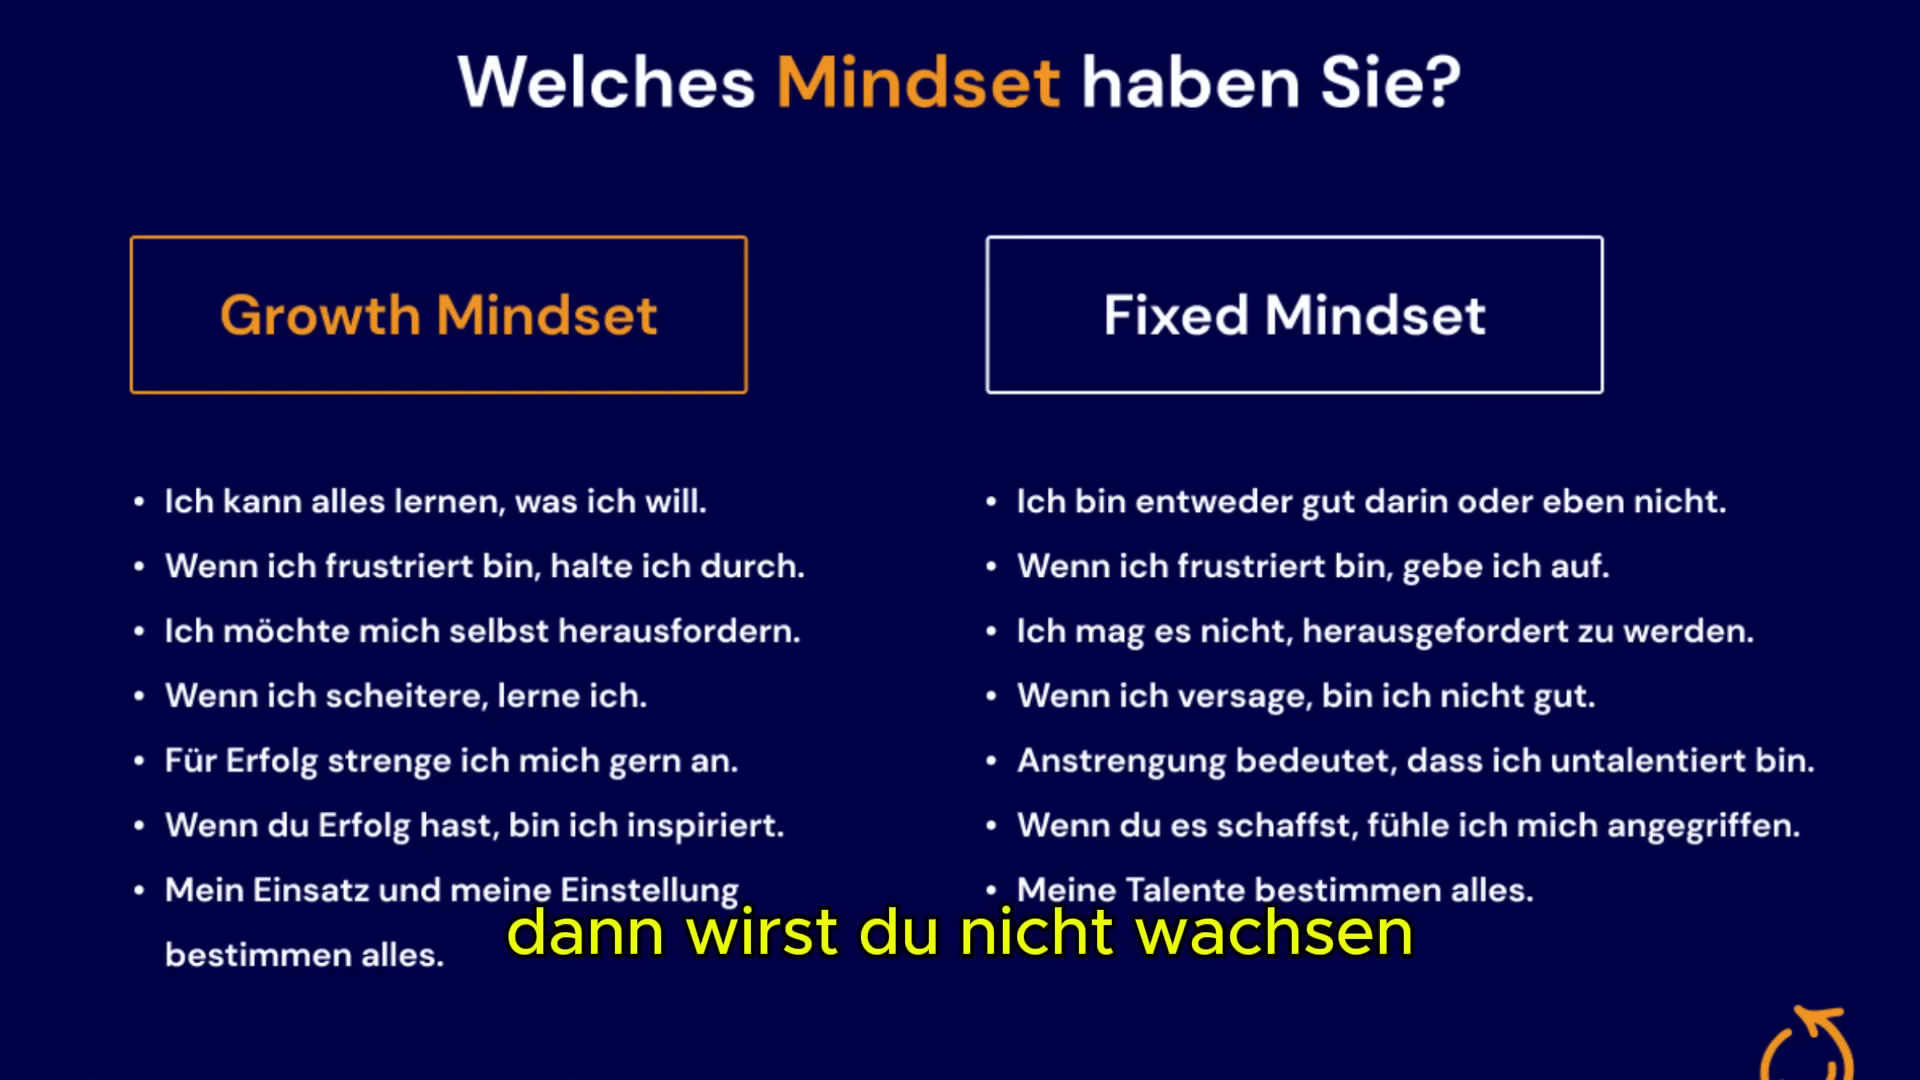 Welches Mindset haben Sie?
Growth Mindset
• Ich kann alles lernen, was ich will.
• Wenn ich frustriert bin, halte ich durch.
• Ich möchte mich selbst herausfordern.
• Wenn ich scheitere, lerne ich.
• Für Erfolg strenge ich mich gern an.
• Wenn du Erfolg hast, bin ich inspiriert.
• Mein Einsatz und meine Einstellung
bestimmen alles.
Fixed Mindset
• Ich bin entweder gut darin oder eben nicht.
• Wenn ich frustriert bin, gebe ich auf.
• Ich mag es nicht, herausgefordert zu werden.
• Wenn ich versage, bin ich nicht gut.
• Anstrengung bedeutet, dass ich untalentiert bin.
• Wenn du es schaffst, fühle ich mich angegriffen.
• Meine Talente bestimmen alles.
dann wirst du nicht wachsen